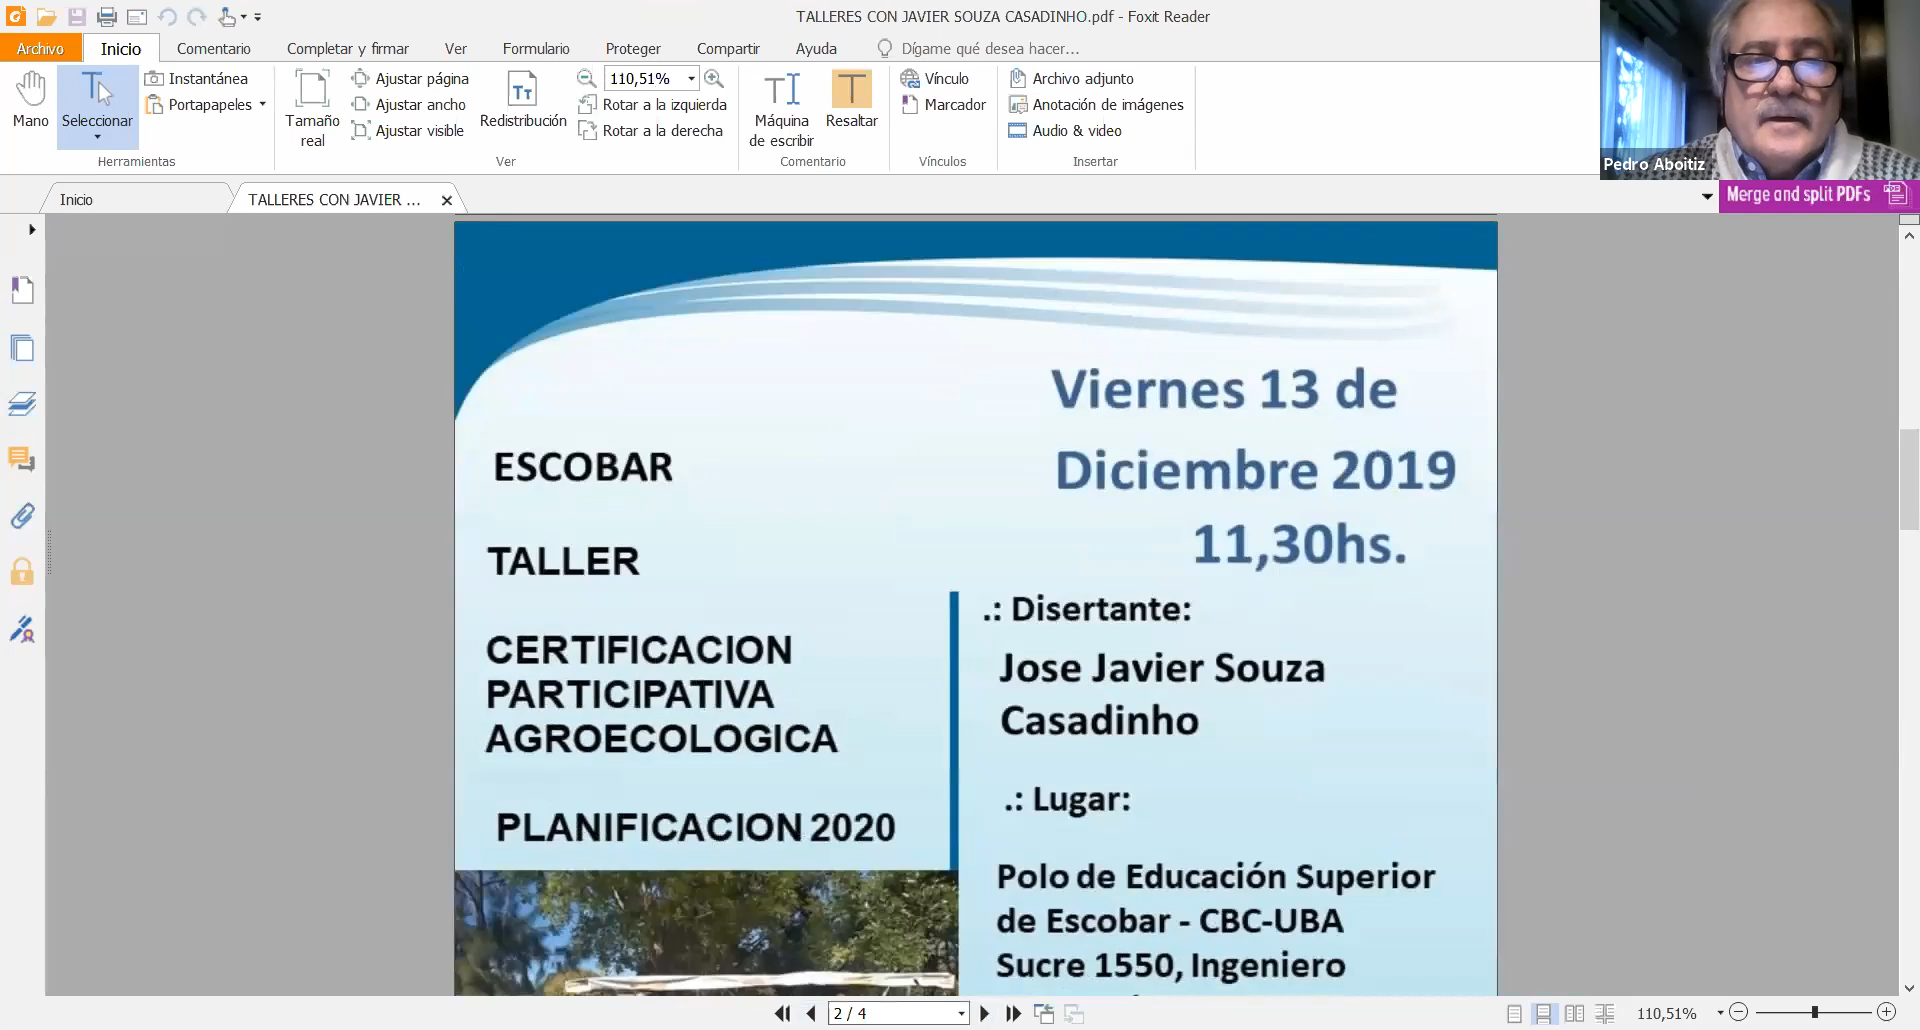 TALLERES CON JAVIER SOUZA CASADINHO.pdf - Foxit Reader
Archivo Inicio Comentario Completar y firmar Ver Formulario Proteger Compartir Ayuda Dígame qué desea hacer...
Mano
Seleccionar
Instantánea
Portapapeles
Herramientas
Tamaño
real
Ajustar página
Ajustar ancho
Ajustar visible
Redistribución
110,51%
Rotar a la izquierda
Rotar a la derecha
Ver
Máquina
de escribir
Resaltar
Comentario
Vínculo
Marcador
Vínculos
Archivo adjunto
Anotación de imágenes
Audio & video
Insertar
Pedro Aboitiz
Inicio
TALLERES CON JAVIER ...
Merge and split PDFs
Viernes 13 de
Diciembre 2019
11,30hs.
ESCOBAR
TALLER
CERTIFICACION
PARTICIPATIVA
AGROECOLOGICA
PLANIFICACION 2020
.: Disertante:
Jose Javier Souza
Casadinho
.: Lugar:
Polo de Educación Superior
de Escobar - CBC-UBA
Sucre 1550, Ingeniero
2 / 4
110,51%